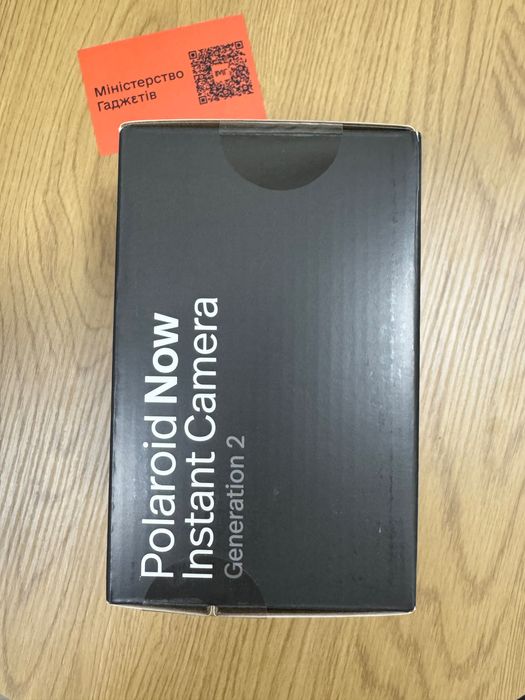 Міністерство
Гаджетів
Polaroid Now
Instant Camera
Generation 2